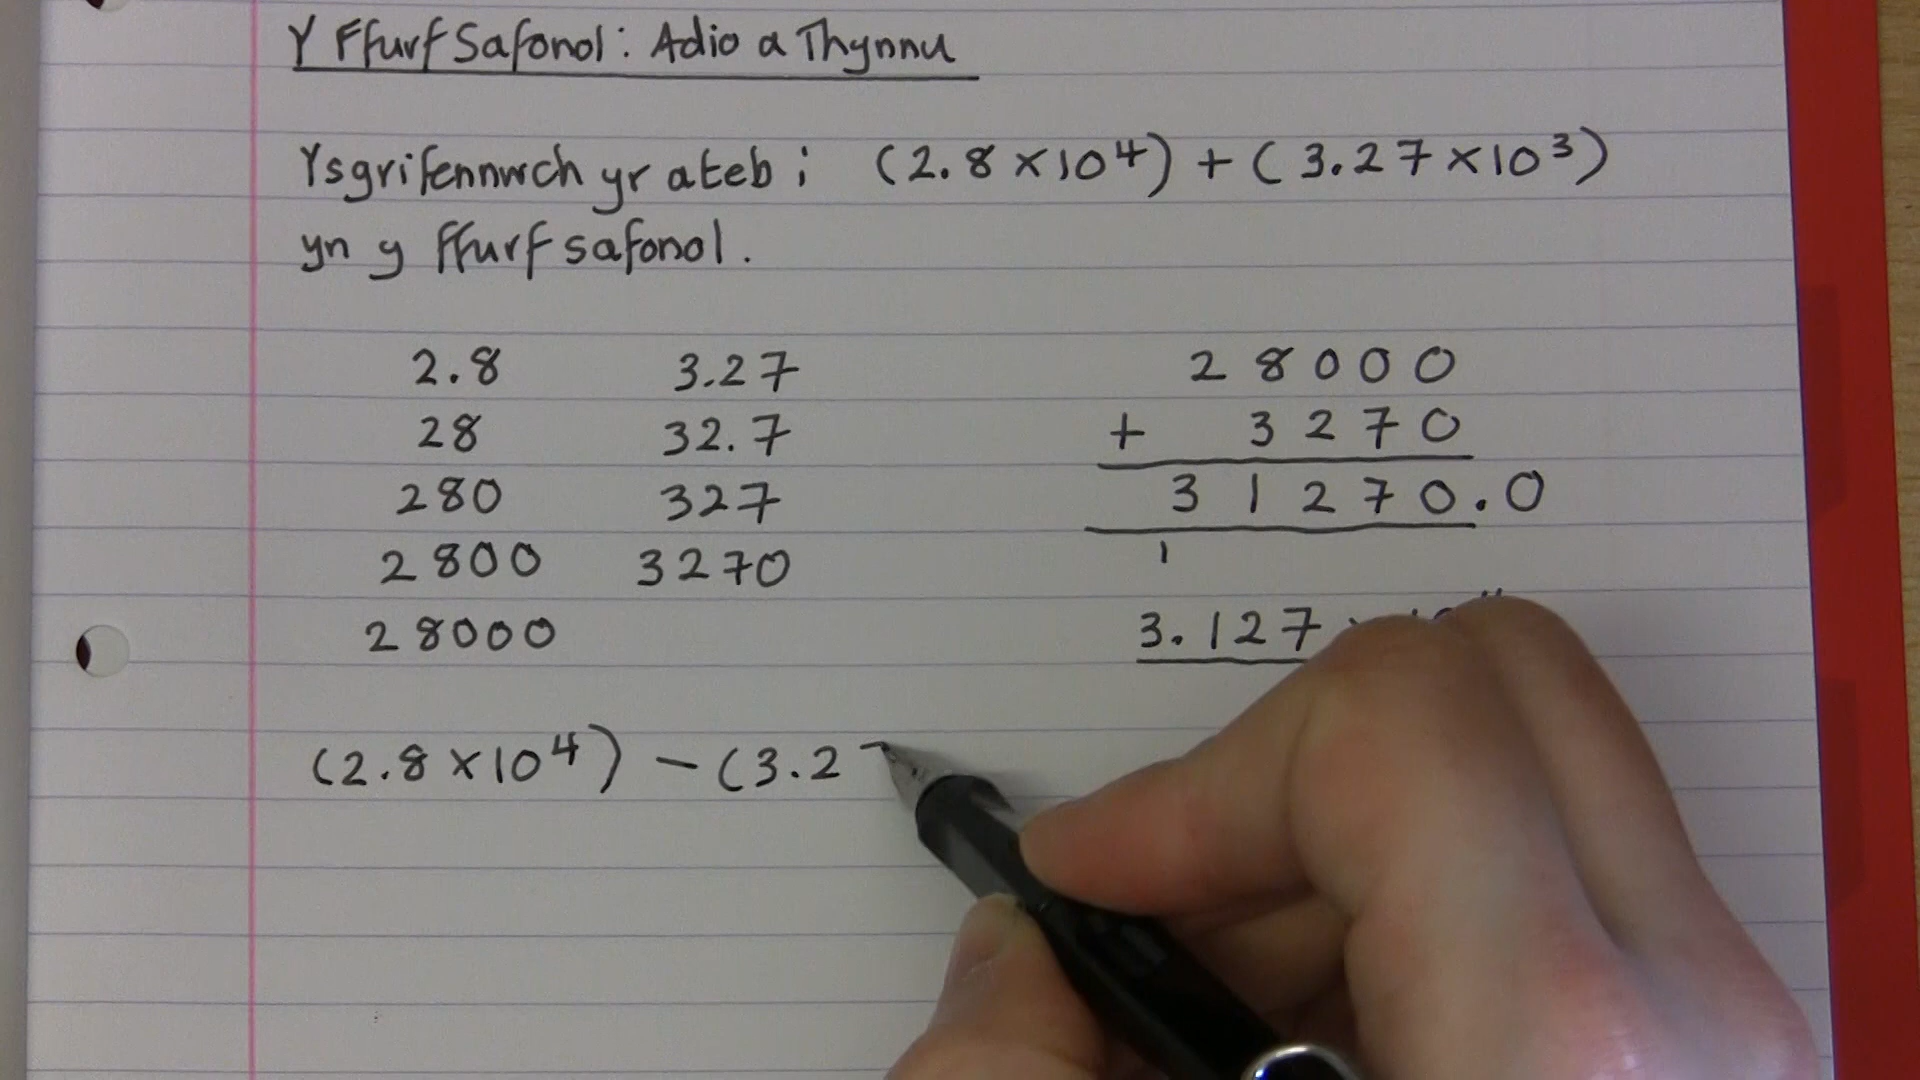 Y Ffurf Safonol: Adio a Thynnu
Ysgrifennwch yr ateb i (2.8 × 10⁴) + (3.27 × 10³)
yn y ffurf safonol.
2.8 3.27 28000
28 32.7 + 3270
280 327 31270.0
2800 3270 1
28000 3.127
(2.8 × 10⁴) − (3.27